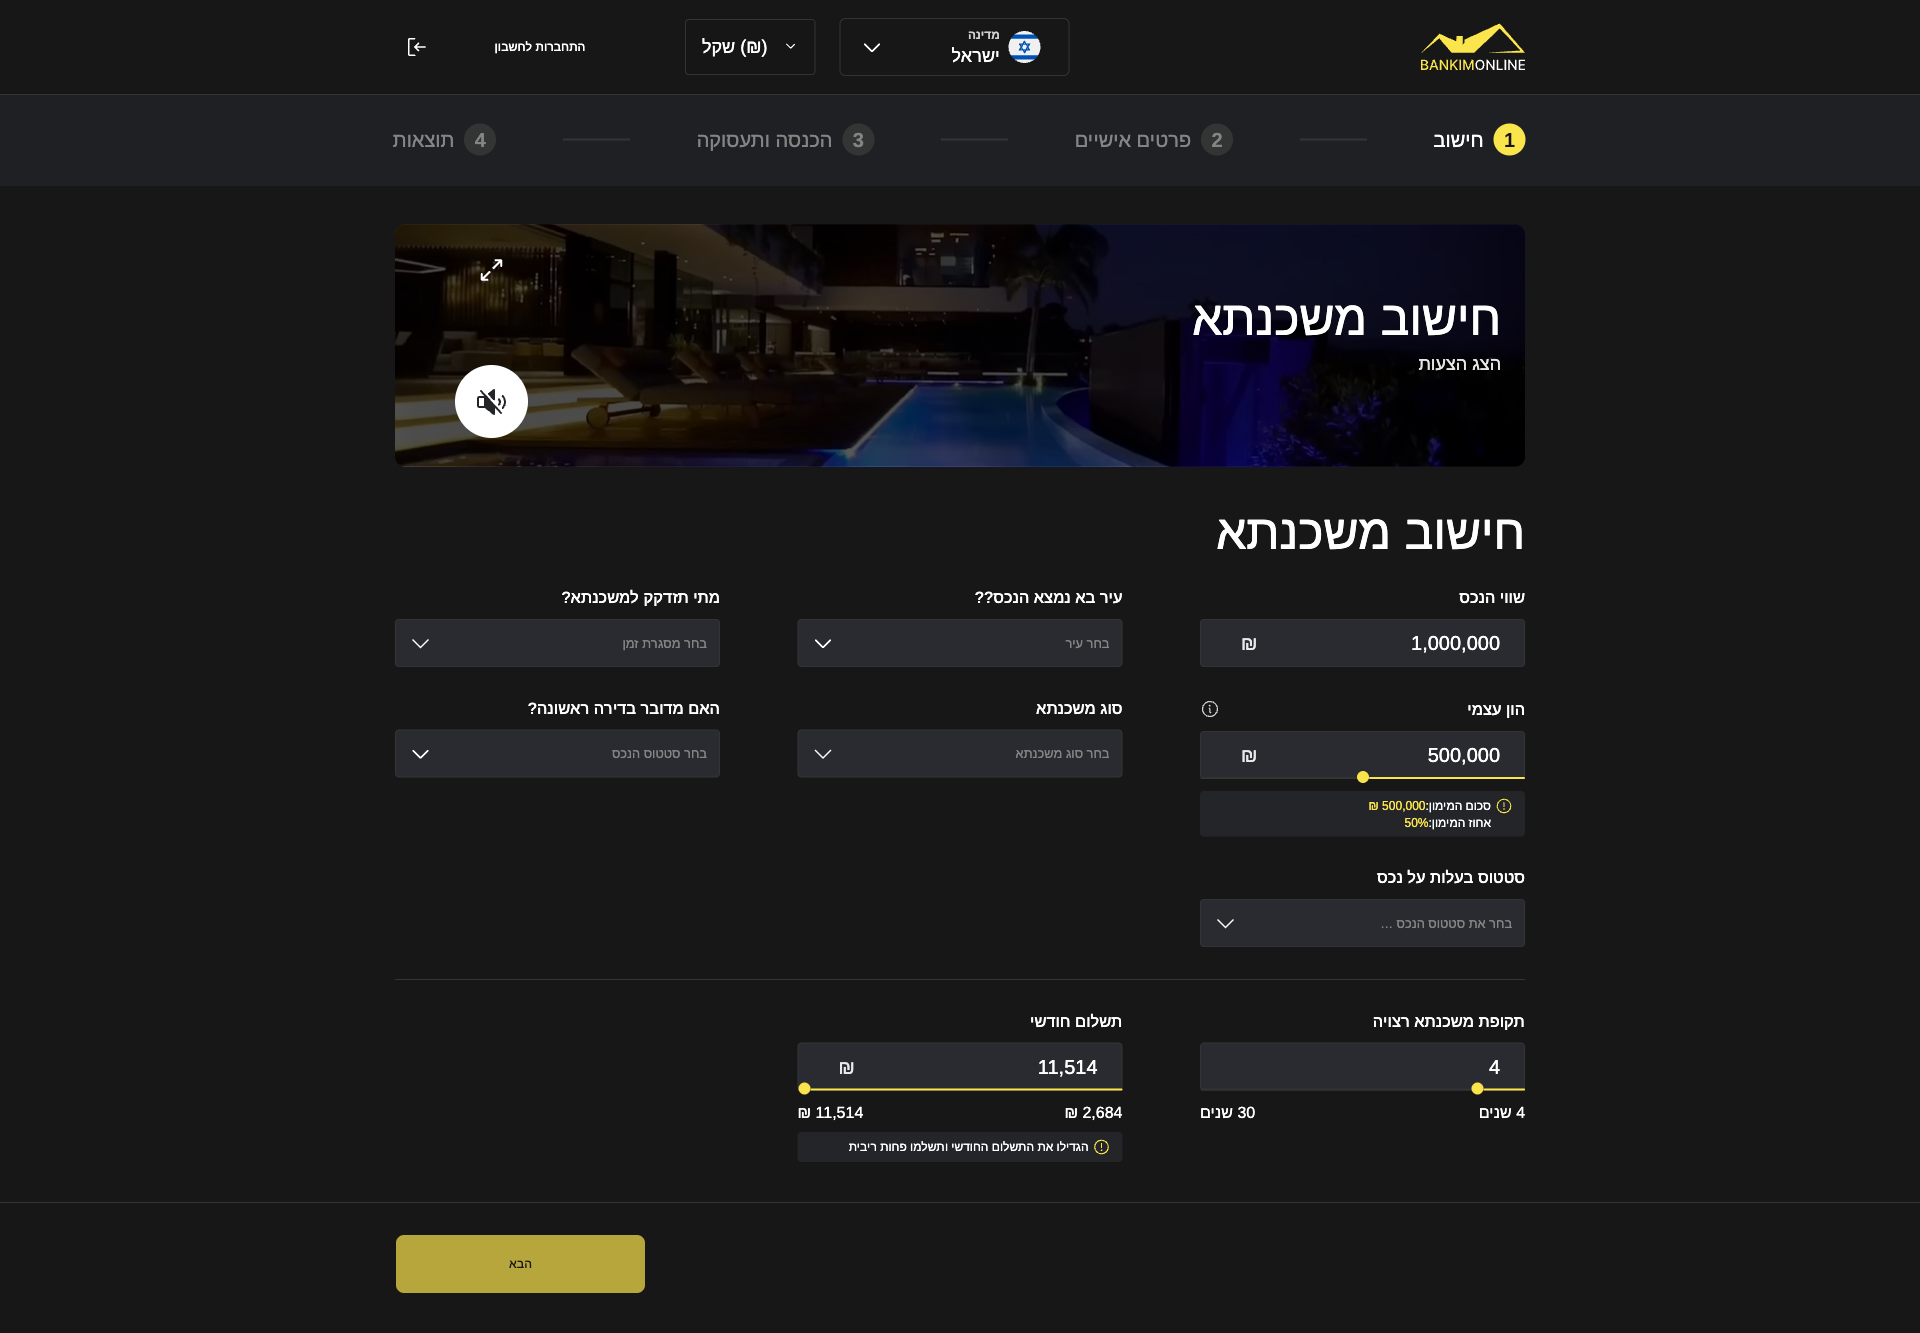 BANKIMONLINE
מדינה
ישראל
(₪) שקל
התחברות לחשבון
1 חישוב
2 פרטים אישיים
3 הכנסה ותעסוקה
4 תוצאות
חישוב משכנתא
הצג הצעות
חישוב משכנתא
שווי הנכס
1,000,000 ₪
עיר בא נמצא הנכס??
בחר עיר
מתי תזדקק למשכנתא?
בחר מסגרת זמן
הון עצמי
500,000 ₪
סכום המימון:500,000 ₪
אחוז המימון:50%
סוג משכנתא
בחר סוג משכנתא
האם מדובר בדירה ראשונה?
בחר סטטוס הנכס
סטטוס בעלות על נכס
בחר את סטטוס הנכס ...
תקופת משכנתא רצויה
4
4 שנים
30 שנים
תשלום חודשי
11,514 ₪
2,684 ₪
11,514 ₪
הגדילו את התשלום החודשי ותשלמו פחות ריבית
הבא